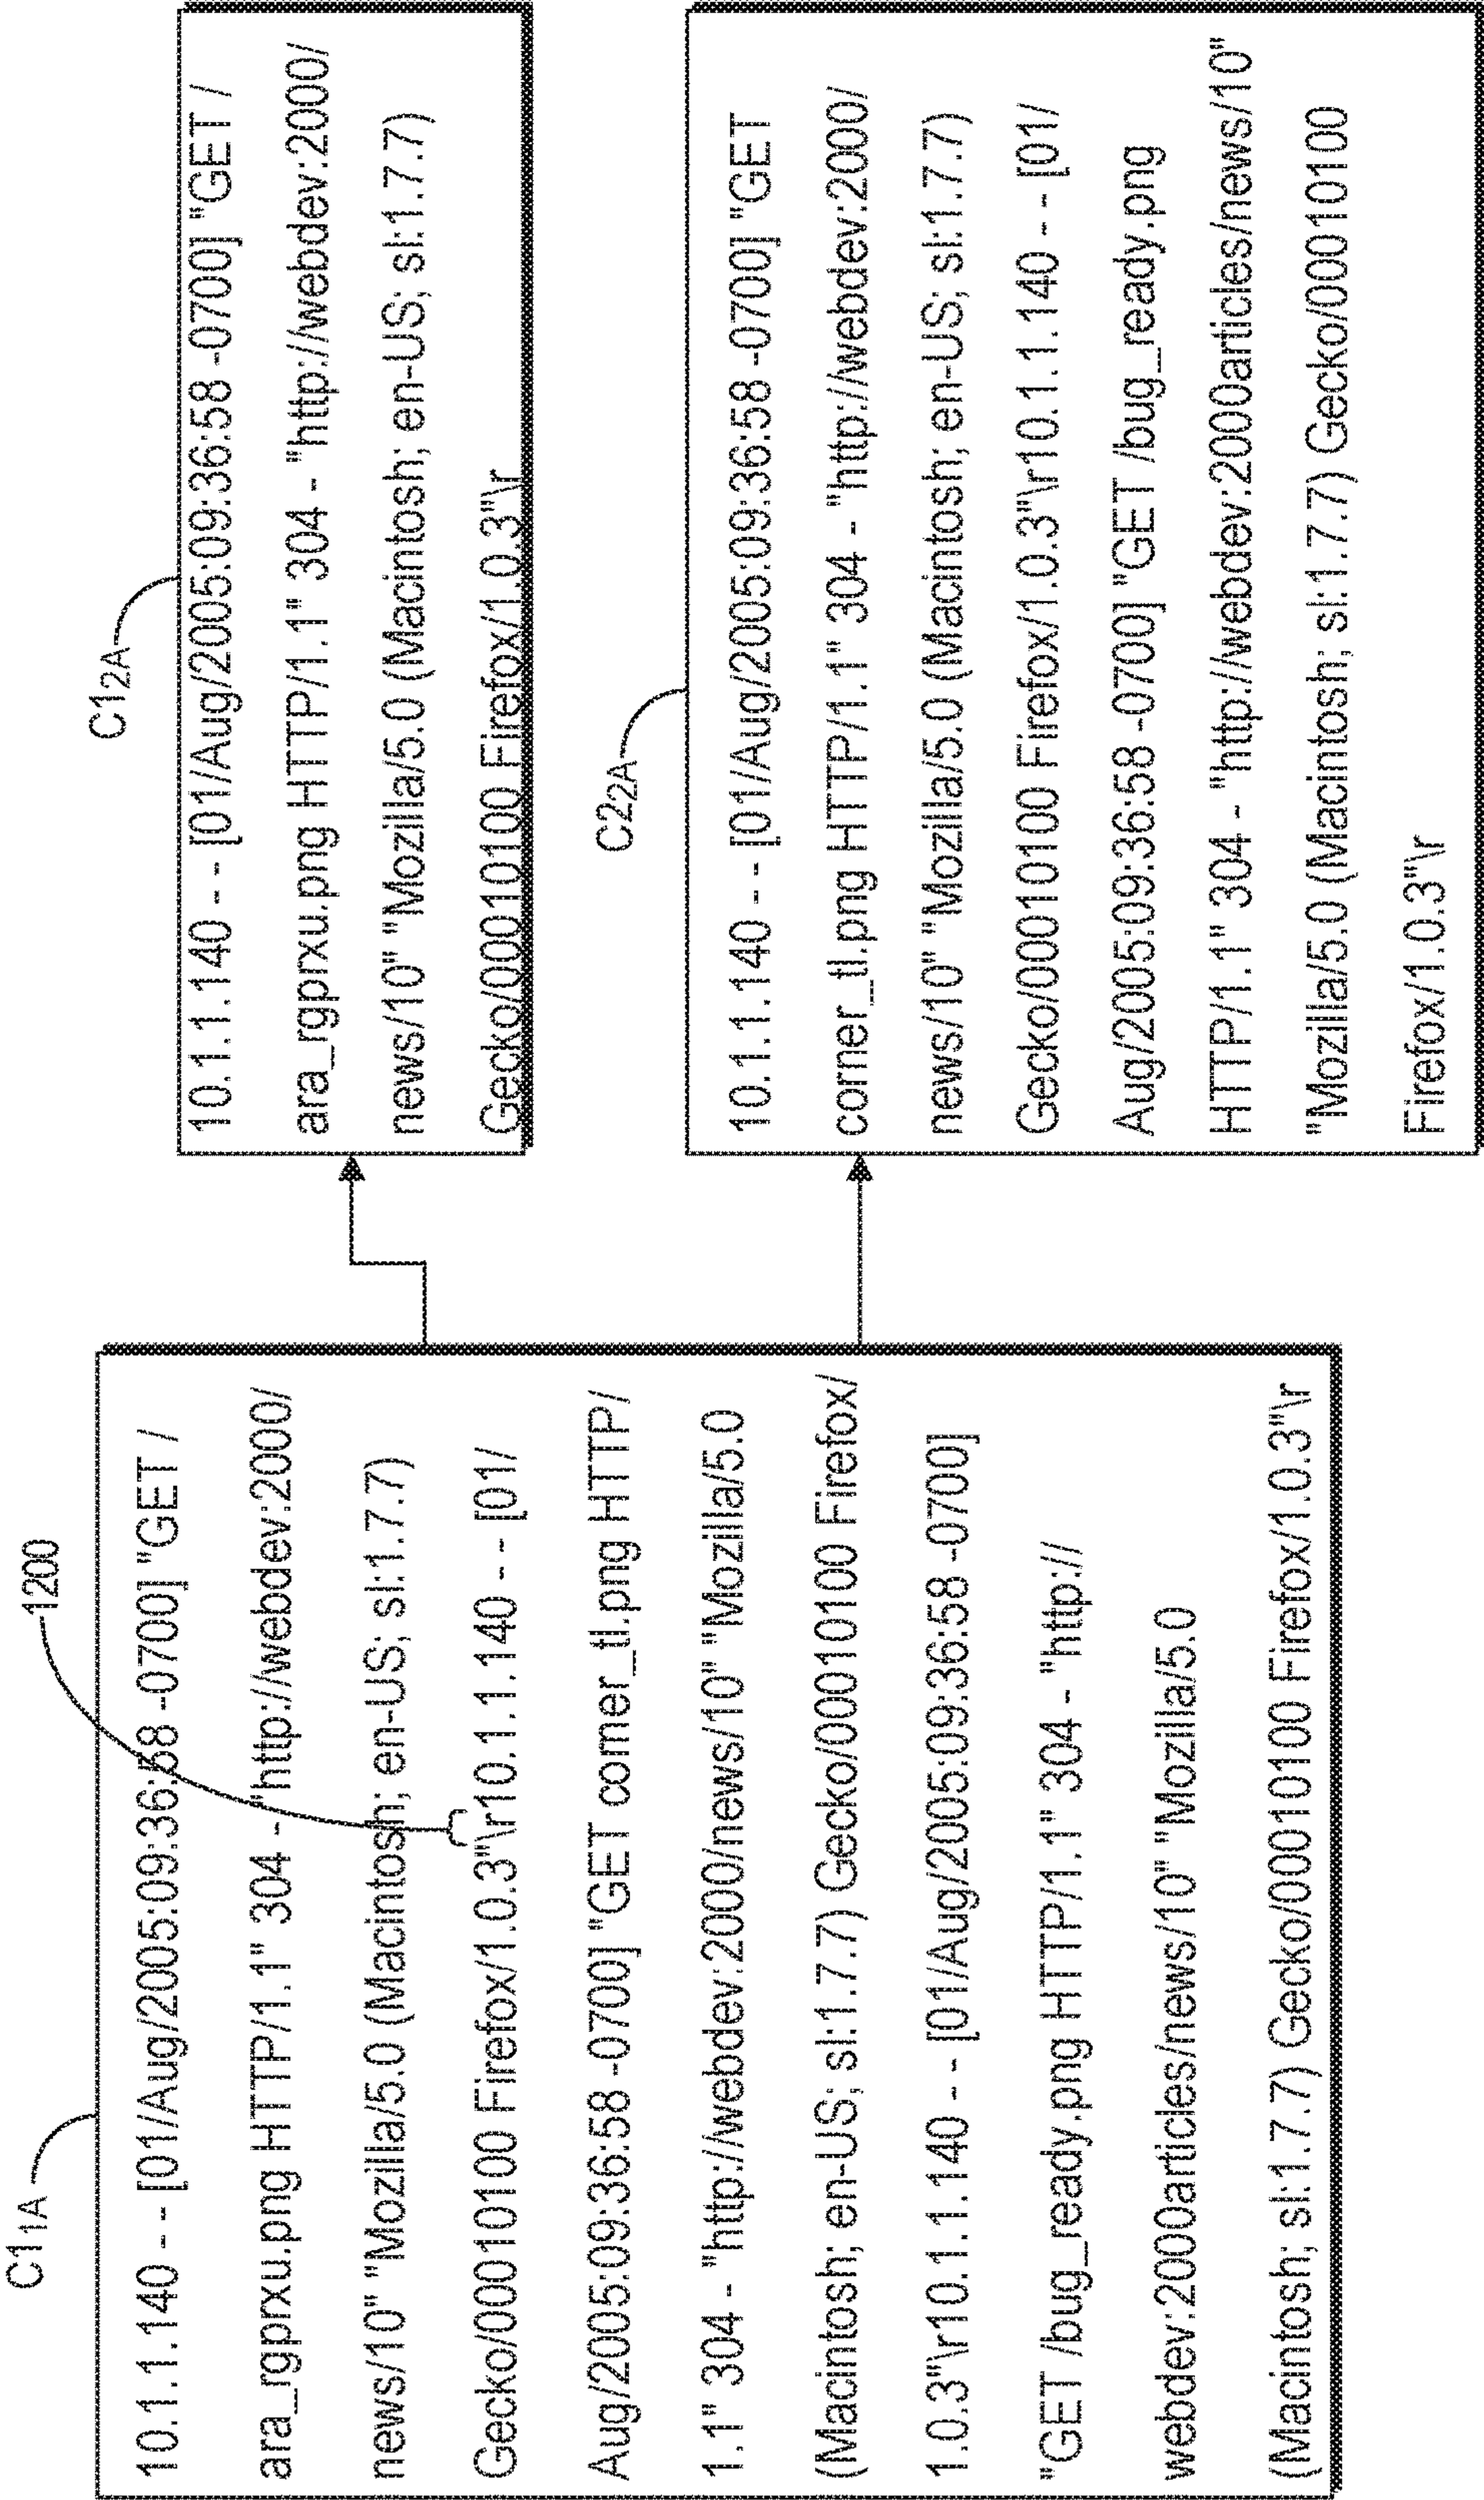 C11A
1200
10.1.1.140 - - [01/Aug/2005:09:36:58 -0700] "GET /
ara_rgprxu.png HTTP/1.1" 304 - "http://webdev:2000/
news/10" "Mozilla/5.0 (Macintosh; en-US; sl:1.7.7)
Gecko/00010100 Firefox/1.0.3"\r10.1.1.140 - - [01/
Aug/2005:09:36:58 -0700] "GET corner_tl.png HTTP/
1.1" 304 - "http://webdev:2000/news/10" "Mozilla/5.0
(Macintosh; en-US; sl:1.7.7) Gecko/00010100 Firefox/
1.0.3"\r10.1.1.140 - - [01/Aug/2005:09:36:58 -0700]
"GET /bug_ready.png HTTP/1.1" 304 - "http://
webdev:2000articles/news/10" "Mozilla/5.0
(Macintosh; sl:1.7.7) Gecko/00010100 Firefox/1.0.3"\r
C12A
10.1.1.140 - - [01/Aug/2005:09:36:58 -0700] "GET /
ara_rgprxu.png HTTP/1.1" 304 - "http://webdev:2000/
news/10" "Mozilla/5.0 (Macintosh; en-US; sl:1.7.7)
Gecko/00010100 Firefox/1.0.3"\r
C22A
10.1.1.140 - - [01/Aug/2005:09:36:58 -0700] "GET
corner_tl.png HTTP/1.1" 304 - "http://webdev:2000/
news/10" "Mozilla/5.0 (Macintosh; en-US; sl:1.7.7)
Gecko/00010100 Firefox/1.0.3"\r10.1.1.140 - - [01/
Aug/2005:09:36:58 -0700] "GET /bug_ready.png
HTTP/1.1" 304 - "http://webdev:2000articles/news/10"
"Mozilla/5.0 (Macintosh; sl:1.7.7) Gecko/00010100
Firefox/1.0.3"\r